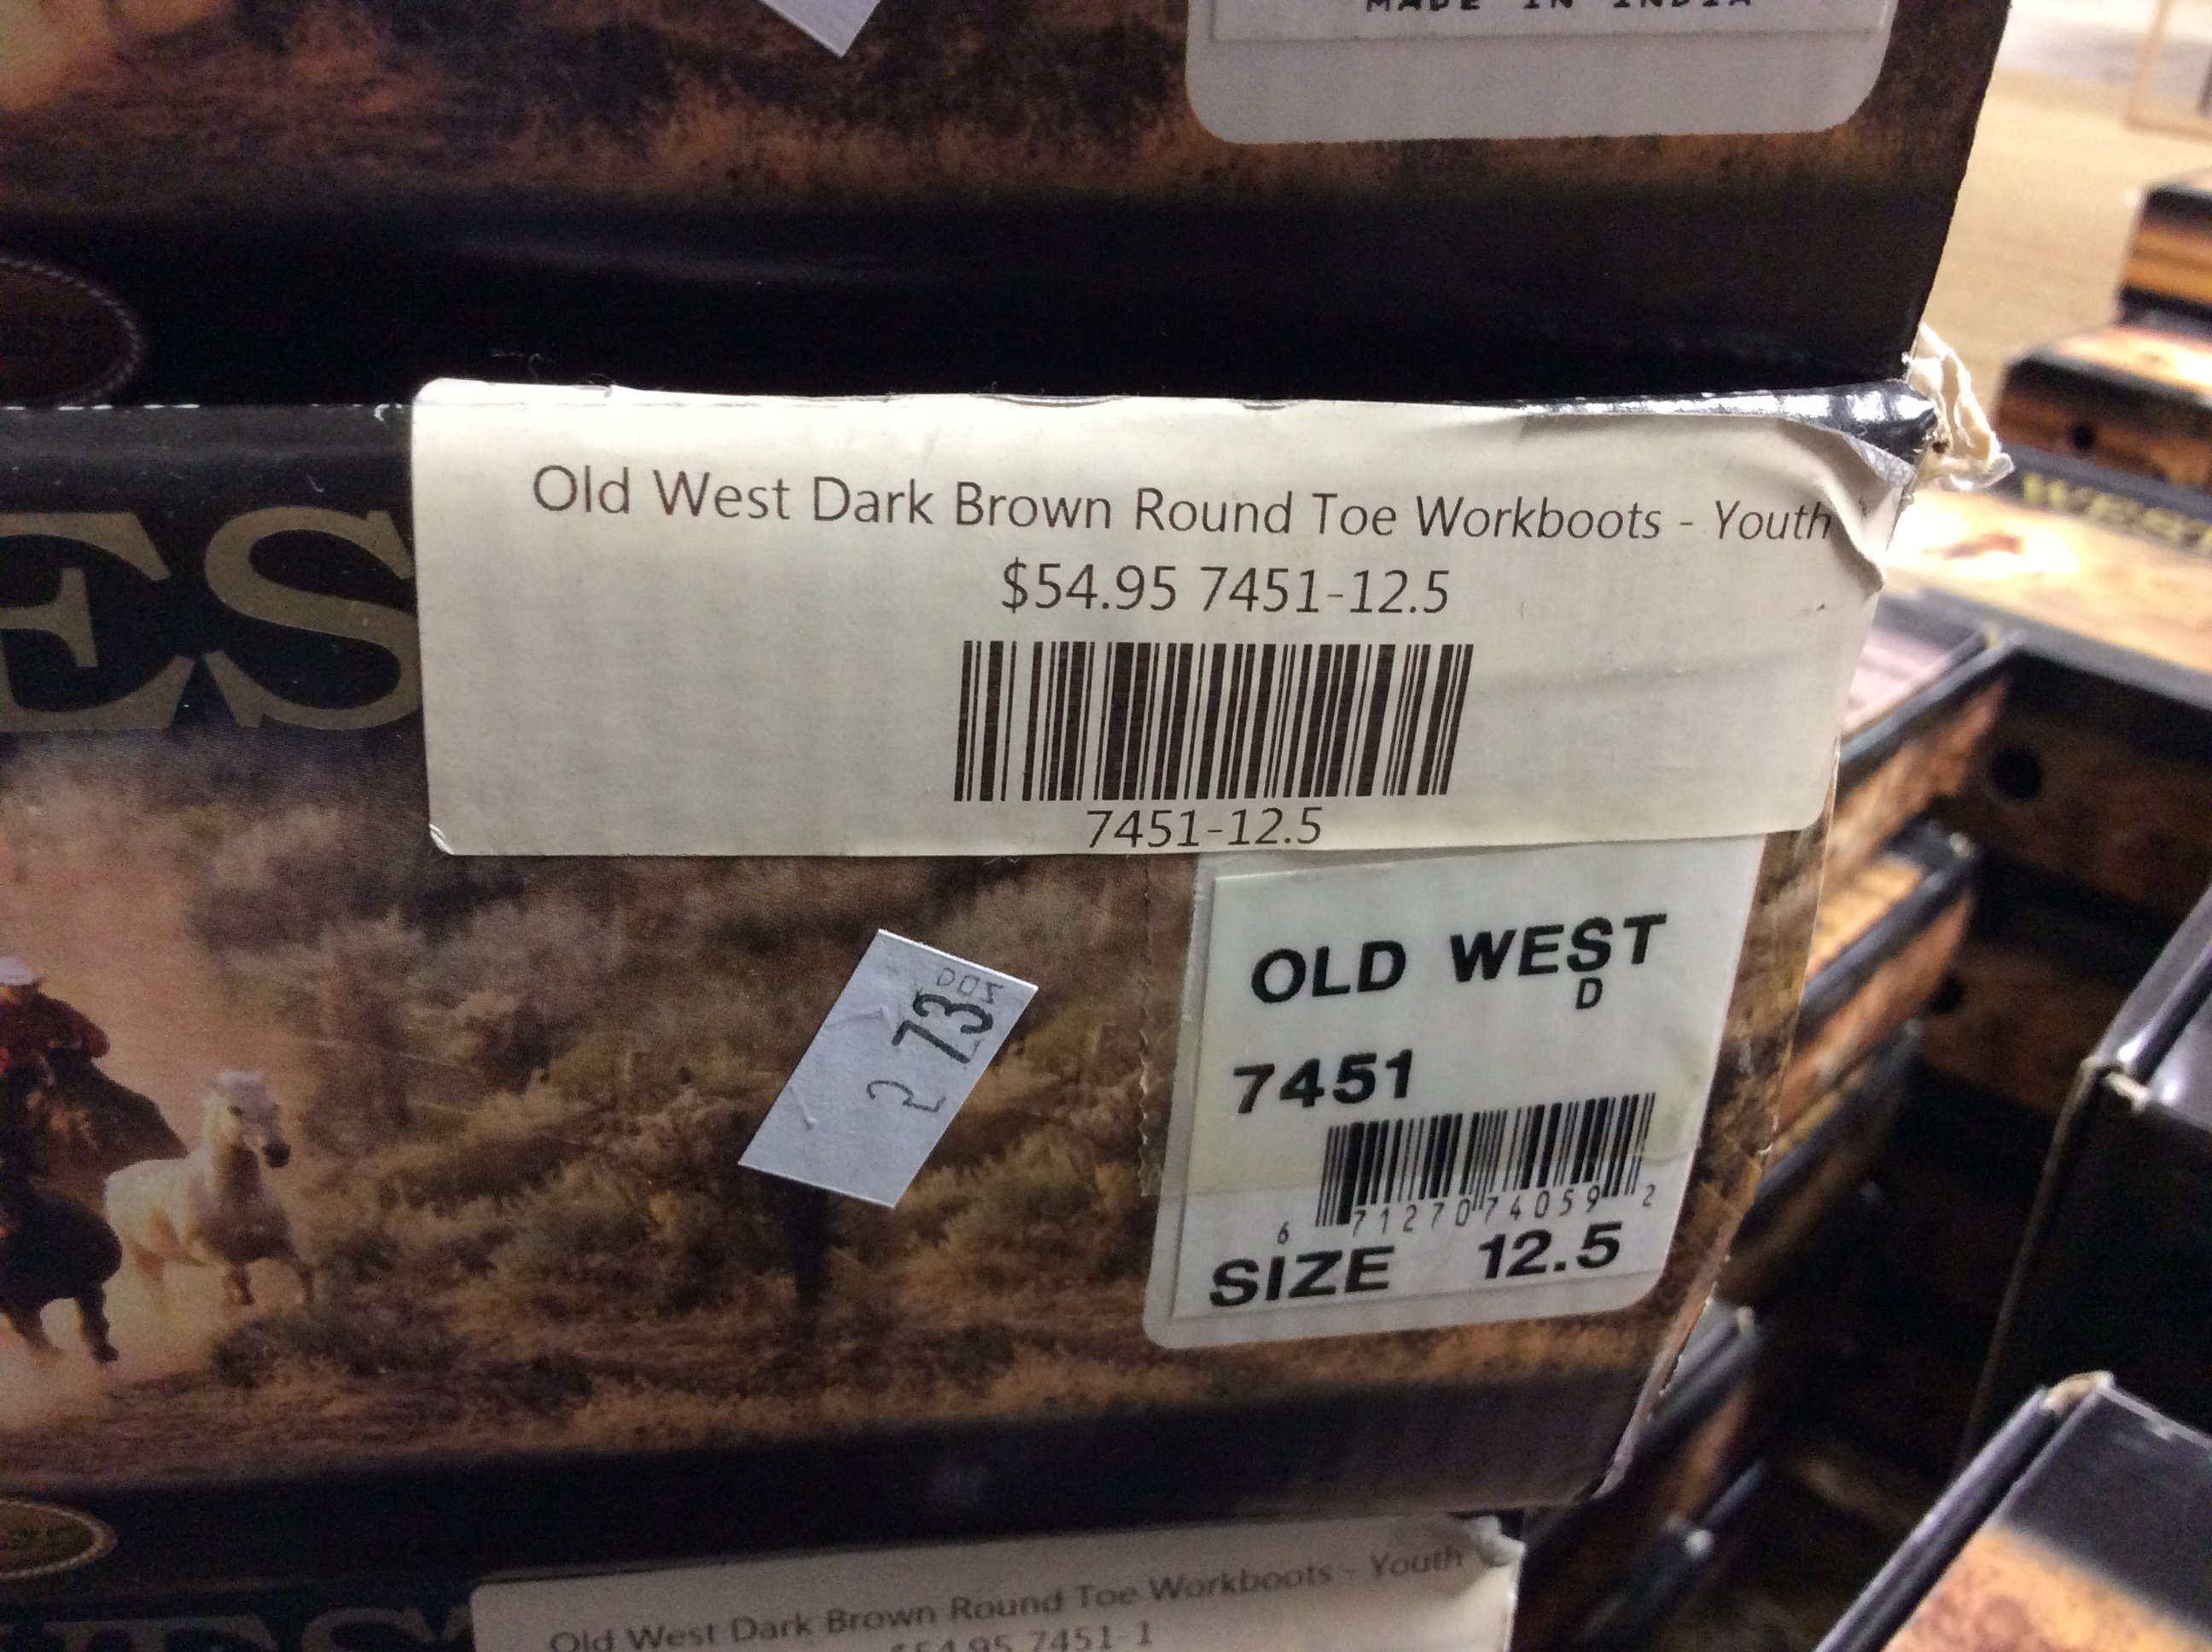 MADE IN INDIA
Old West Dark Brown Round Toe Workboots - Youth
$54.95 7451-12.5
7451-12.5
ES
WEST
OLD WEST
D
7451
6 71270 74059 2
SIZE 12.5
73
Old West Dark Brown Round Toe Workboots - Youth
$54.95 7451-1